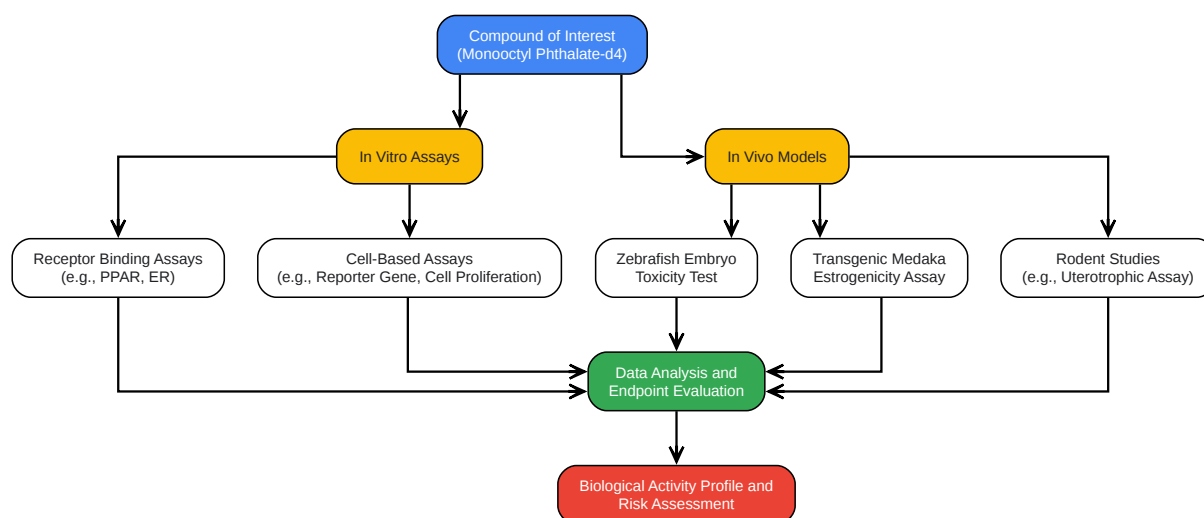 Compound of Interest
(Monooctyl Phthalate-d4)
In Vitro Assays
In Vivo Models
Receptor Binding Assays
(e.g., PPAR, ER)
Cell-Based Assays
(e.g., Reporter Gene, Cell Proliferation)
Zebrafish Embryo
Toxicity Test
Transgenic Medaka
Estrogenicity Assay
Rodent Studies
(e.g., Uterotrophic Assay)
Data Analysis and
Endpoint Evaluation
Biological Activity Profile and
Risk Assessment